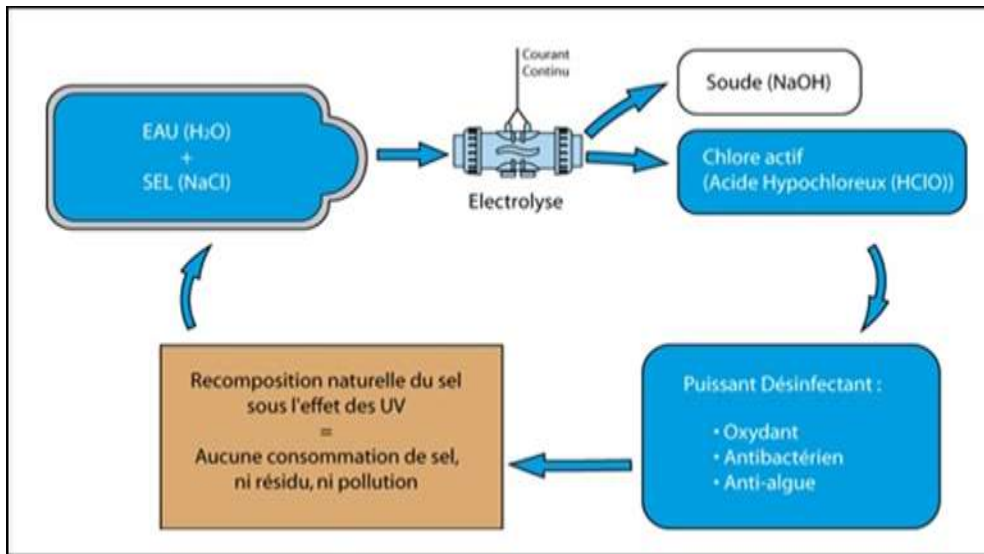 Courant
Continu
EAU (H₂O)
+
SEL (NaCl)
Electrolyse
Soude (NaOH)
Chlore actif
(Acide Hypochloreux (HClO))
Puissant Désinfectant :
• Oxydant
• Antibactérien
• Anti-algue
Recomposition naturelle du sel
sous l'effet des UV
=
Aucune consommation de sel,
ni résidu, ni pollution